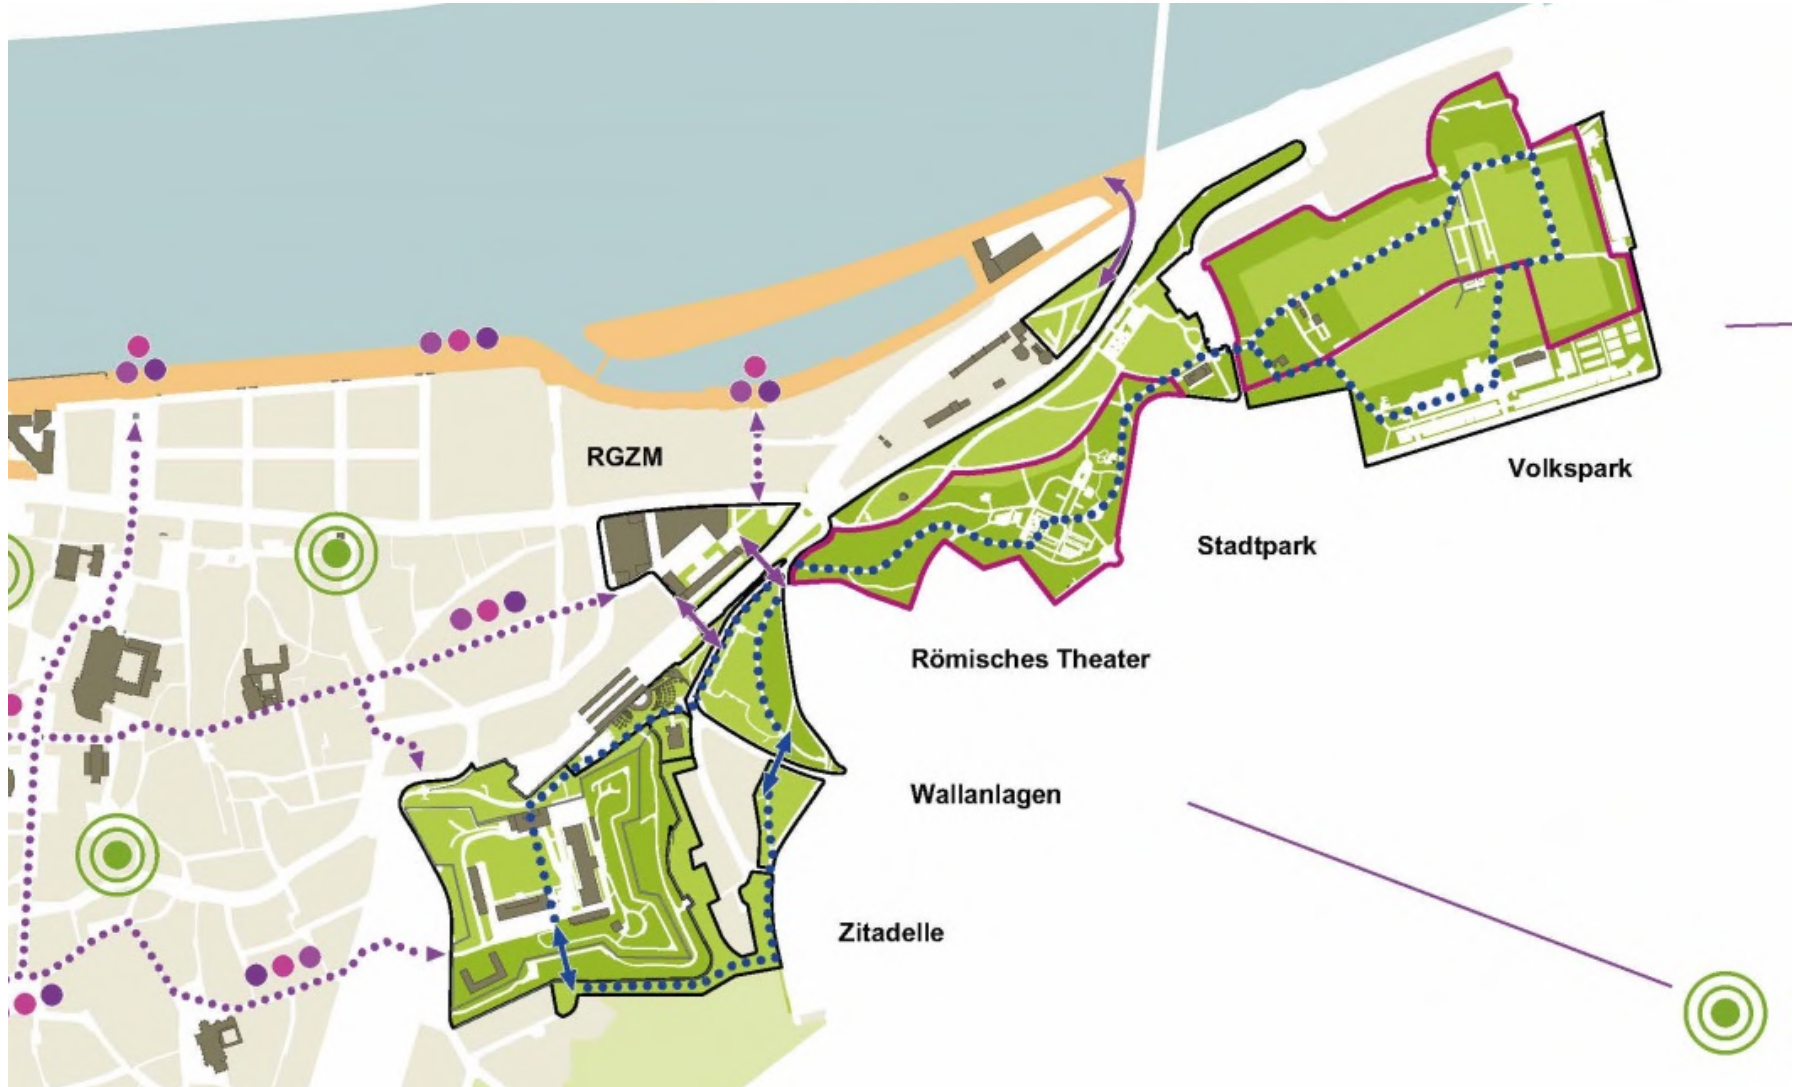 RGZM
Volkspark
Stadtpark
Römisches Theater
Wallanlagen
Zitadelle